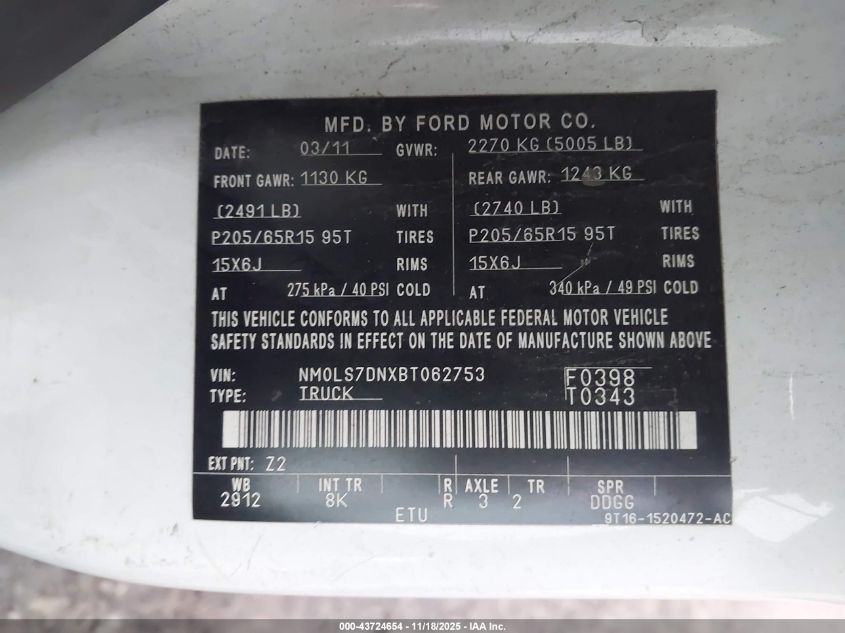 MFD. BY FORD MOTOR CO.
DATE: 03/11 GVWR: 2270 KG (5005 LB)
FRONT GAWR: 1130 KG REAR GAWR: 1243 KG
(2491 LB) WITH (2740 LB) WITH
P205/65R15 95T TIRES P205/65R15 95T TIRES
15X6J RIMS 15X6J RIMS
AT 275 kPa / 40 PSI COLD AT 340 kPa / 49 PSI COLD
THIS VEHICLE CONFORMS TO ALL APPLICABLE FEDERAL MOTOR VEHICLE
SAFETY STANDARDS IN EFFECT ON THE DATE OF MANUFACTURE SHOWN ABOVE
VIN: NM0LS7DNXBT062753 F0398
TYPE: TRUCK T0343
EXT PNT: Z2
WB INT TR R AXLE TR SPR
2912 8K R 3 2 DDGG
ETU 9T16-1520472-AC
000-43724654 - 11/18/2025 - IAA Inc.